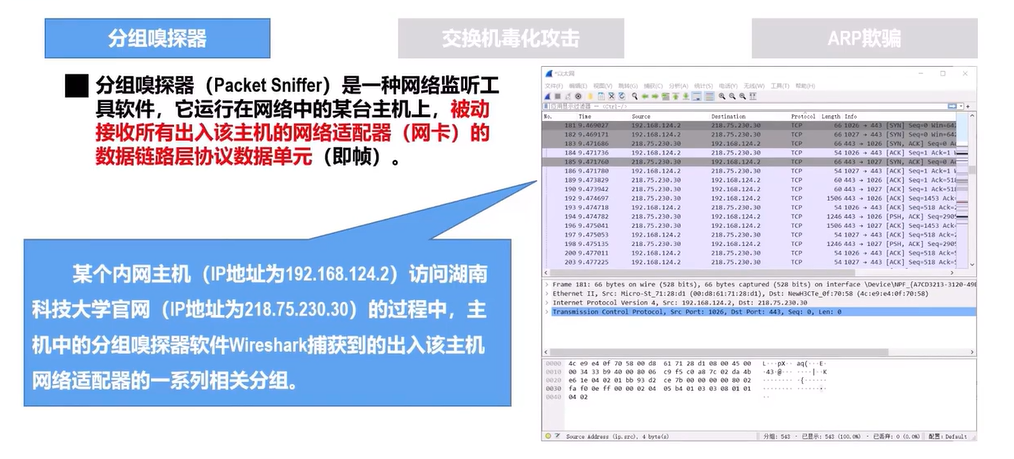 分组嗅探器
交换机毒化攻击
ARP欺骗
分组嗅探器（Packet Sniffer）是一种网络监听工
具软件，它运行在网络中的某台主机上，被动
接收所有出入该主机的网络适配器（网卡）的
数据链路层协议数据单元（即帧）。
某个内网主机（IP地址为192.168.124.2）访问湖南
科技大学官网（IP地址为218.75.230.30）的过程中，主
机中的分组嗅探器软件Wireshark捕获到的出入该主机
网络适配器的一系列相关分组。
*以太网
文件(F) 编辑(E) 视图(V) 跳转(G) 捕获(C) 分析(A) 统计(S) 电话(Y) 无线(W) 工具(T) 帮助(H)
No. Time Source Destination Protocol Length Info
181 9.469027 192.168.124.2 218.75.230.30 TCP 66 1026 → 443 [SYN] Seq=0 Win=642
182 9.469171 192.168.124.2 218.75.230.30 TCP 66 1027 → 443 [SYN] Seq=0 Win=642
183 9.471686 218.75.230.30 192.168.124.2 TCP 66 443 → 1026 [SYN, ACK] Seq=0 A
184 9.471736 192.168.124.2 218.75.230.30 TCP 54 1026 → 443 [ACK] Seq=1 Ack=1
185 9.471760 218.75.230.30 192.168.124.2 TCP 66 443 → 1027 [SYN, ACK] Seq=0 A
186 9.471780 192.168.124.2 218.75.230.30 TCP 54 1027 → 443 [ACK] Seq=1 Ack=1
189 9.473829 218.75.230.30 192.168.124.2 TCP 60 443 → 1026 [ACK] Seq=1 Ack=518
190 9.473942 218.75.230.30 192.168.124.2 TCP 60 443 → 1027 [ACK] Seq=1 Ack=518
192 9.474697 218.75.230.30 192.168.124.2 TCP 1506 443 → 1026 [ACK] Seq=1453 Ack=
193 9.474718 192.168.124.2 218.75.230.30 TCP 54 1026 → 443 [ACK] Seq=518 Ack=
194 9.474782 218.75.230.30 192.168.124.2 TCP 1246 443 → 1026 [PSH, ACK] Seq=2905
196 9.475041 218.75.230.30 192.168.124.2 TCP 1506 443 → 1027 [ACK] Seq=1453 Ack=
197 9.475053 192.168.124.2 218.75.230.30 TCP 54 1027 → 443 [ACK] Seq=518 Ack=
198 9.475135 218.75.230.30 192.168.124.2 TCP 1246 443 → 1027 [PSH, ACK] Seq=2905
200 9.477011 218.75.230.30 192.168.124.2 TCP 60 443 → 1026 [ACK] Seq=
203 9.477225 218.75.230.30 192.168.124.2 TCP 60 443 → 1027 [ACK] Seq=
Frame 181: 66 bytes on wire (528 bits), 66 bytes captured (528 bits) on interface \Device\NPF_{A7CD3213-3120-49
Ethernet II, Src: Micro-St_71:28:d1 (00:d8:61:71:28:d1), Dst: NewH3CTe_0f:70:58 (4c:e9:e4:0f:70:58)
Internet Protocol Version 4, Src: 192.168.124.2, Dst: 218.75.230.30
Transmission Control Protocol, Src Port: 1026, Dst Port: 443, Seq: 0, Len: 0
0000 4c e9 e4 0f 70 58 00 d8 61 71 28 d1 08 00 45 00 L···pX·· aq(···E·
0010 00 34 33 b9 40 00 80 06 c9 f5 c0 a8 7c 02 da 4b ·43·@··· ····|··K
0020 e6 1e 04 02 01 bb 93 d2 ce 7b 00 00 00 00 80 02 ········ ·{······
0030 fa f0 0e ff 00 00 02 04 05 b4 01 03 03 08 01 01 ········ ········
0040 04 02 ··
Source Address (ip.src), 4 byte(s) 分组: 543 · 已显示: 543 (100.0%) · 已丢弃: 0 (0.0%) 配置: Default